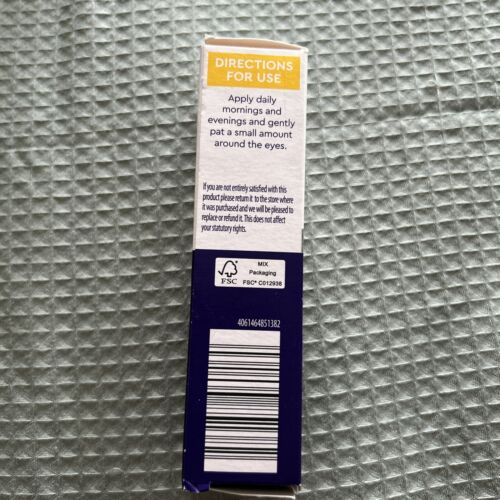 DIRECTIONS
FOR USE
Apply daily
mornings and
evenings and gently
pat a small amount
around the eyes.
If you are not entirely satisfied with this
product please return it to the store where
it was purchased and we will be pleased to
replace or refund it. This does not affect
your statutory rights.
FSC
MIX
Packaging
FSC® C012938
4061464851382